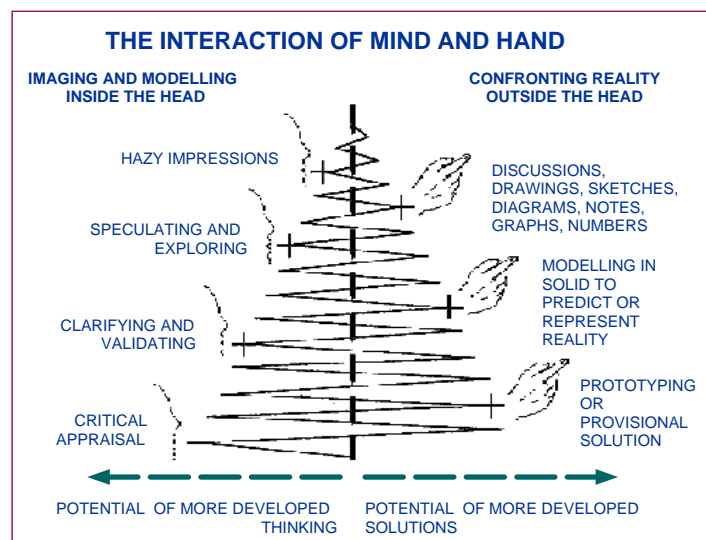 THE INTERACTION OF MIND AND HAND
IMAGING AND MODELLING
INSIDE THE HEAD
CONFRONTING REALITY
OUTSIDE THE HEAD
HAZY IMPRESSIONS
DISCUSSIONS,
DRAWINGS, SKETCHES,
DIAGRAMS, NOTES,
GRAPHS, NUMBERS
SPECULATING AND
EXPLORING
MODELLING IN
SOLID TO
PREDICT OR
REPRESENT
REALITY
CLARIFYING AND
VALIDATING
PROTOTYPING
OR
PROVISIONAL
SOLUTION
CRITICAL
APPRAISAL
POTENTIAL OF MORE DEVELOPED
THINKING
POTENTIAL OF MORE DEVELOPED
SOLUTIONS